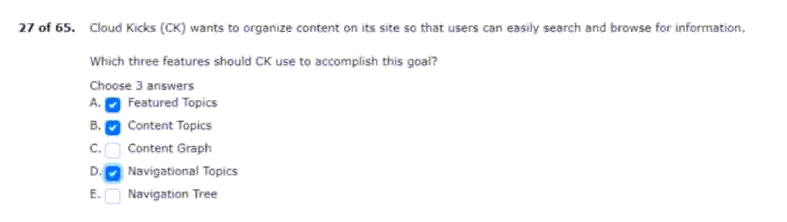 27 of 65. Cloud Kicks (CK) wants to organize content on its site so that users can easily search and browse for information.
Which three features should CK use to accomplish this goal?
Choose 3 answers
A. Featured Topics
B. Content Topics
C. Content Graph
D. Navigational Topics
E. Navigation Tree